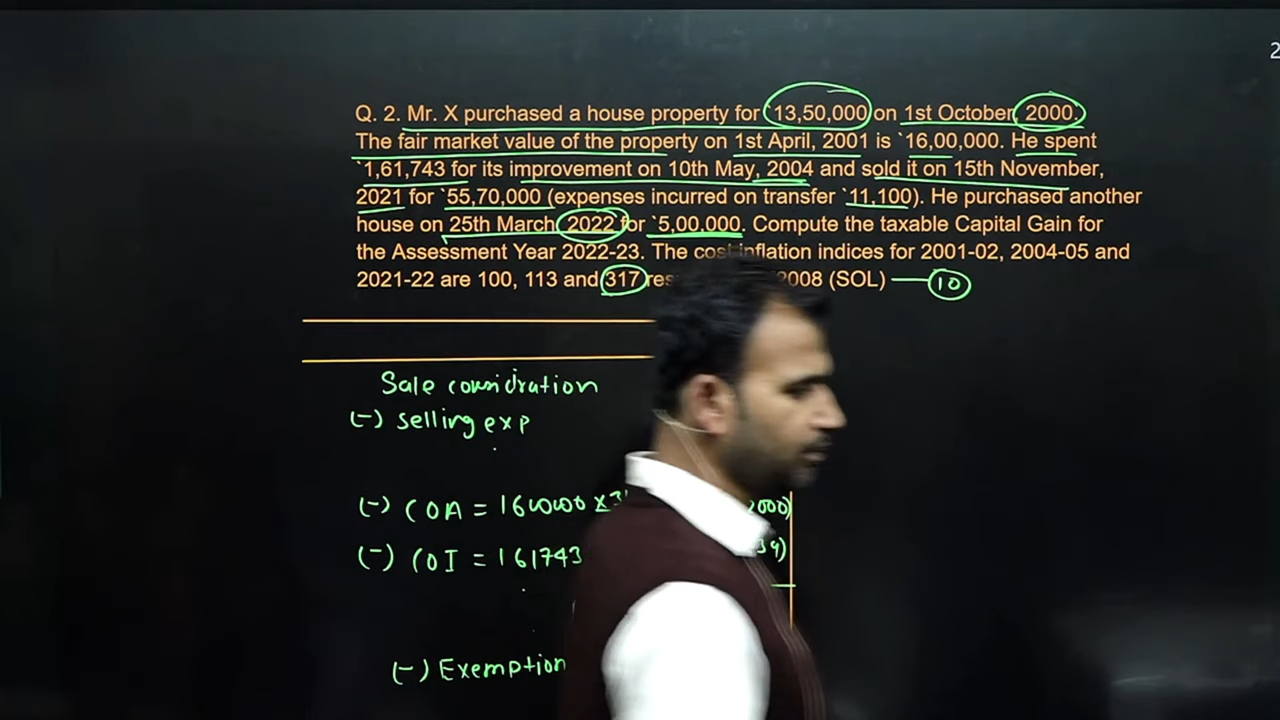 2
Q. 2. Mr. X purchased a house property for `13,50,000 on 1st October, 2000.
The fair market value of the property on 1st April, 2001 is `16,00,000. He spent
`1,61,743 for its improvement on 10th May, 2004 and sold it on 15th November,
2021 for `55,70,000 (expenses incurred on transfer `11,100). He purchased another
house on 25th March, 2022 for `5,00,000. Compute the taxable Capital Gain for
the Assessment Year 2022-23. The cost inflation indices for 2001-02, 2004-05 and
2021-22 are 100, 113 and 317 2008 (SOL) — 10
Sale considration
(-) selling exp
(-) COA = 1600000 x 2000)
(-) COI = 161743
(-) Exemption